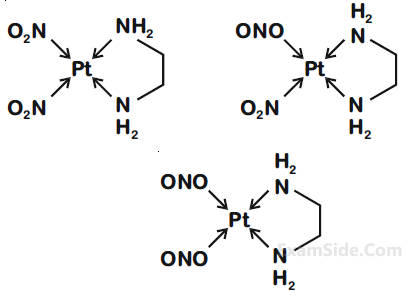 O₂N NH₂
Pt
O₂N N
H₂
H₂
ONO N
Pt
O₂N N
H₂
H₂
ONO N
Pt
ONO N
H₂
ExamSide.Com